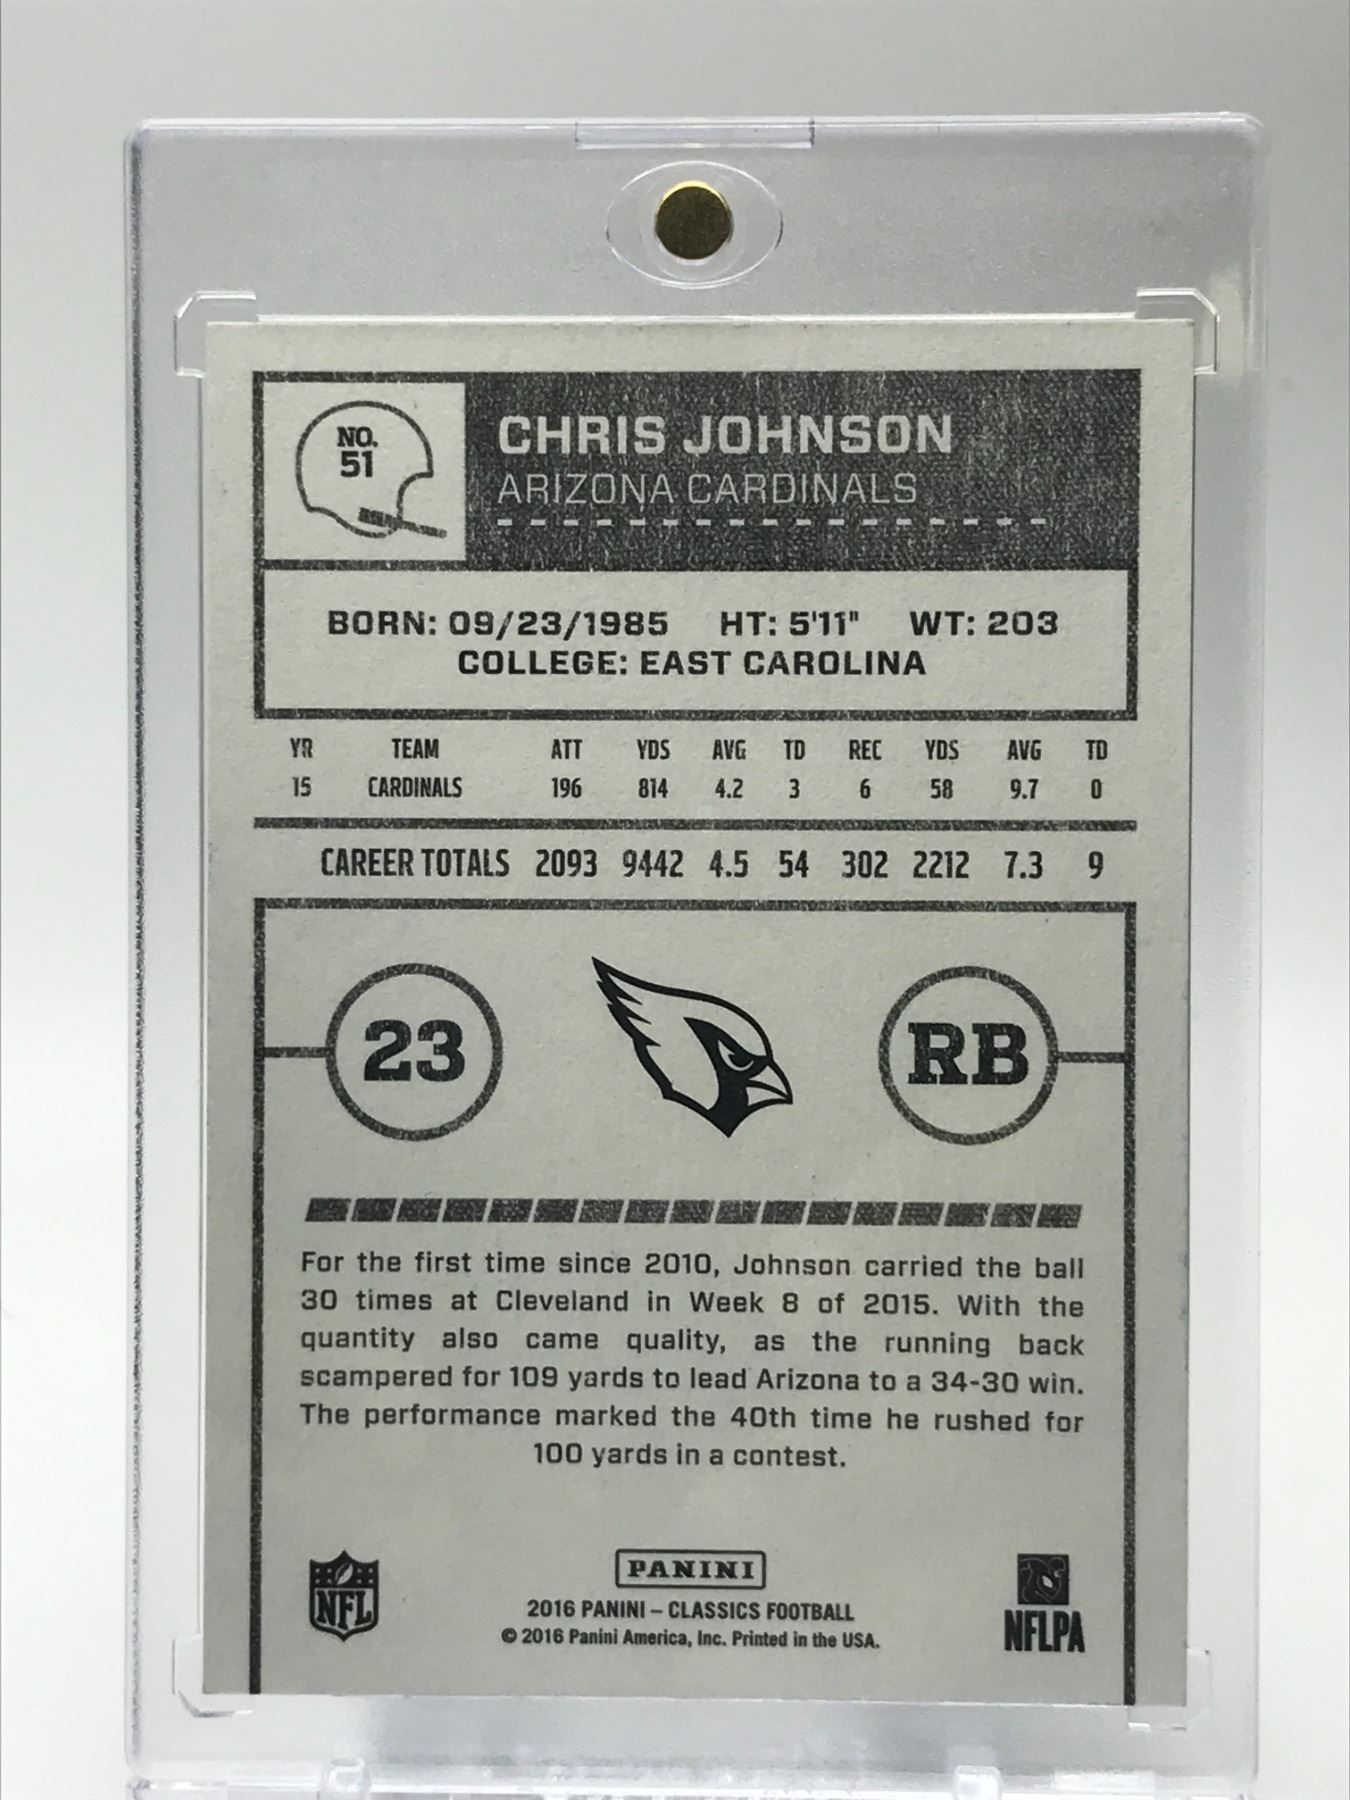 NO.
51
CHRIS JOHNSON
ARIZONA CARDINALS
BORN: 09/23/1985 HT: 5'11" WT: 203
COLLEGE: EAST CAROLINA
YR TEAM ATT YDS AVG TD REC YDS AVG TD
15 CARDINALS 196 814 4.2 3 6 58 9.7 0
CAREER TOTALS 2093 9442 4.5 54 302 2212 7.3 9
23 RB
For the first time since 2010, Johnson carried the ball
30 times at Cleveland in Week 8 of 2015. With the
quantity also came quality, as the running back
scampered for 109 yards to lead Arizona to a 34-30 win.
The performance marked the 40th time he rushed for
100 yards in a contest.
NFL
PANINI
2016 PANINI – CLASSICS FOOTBALL
© 2016 Panini America, Inc. Printed in the USA.
NFLPA